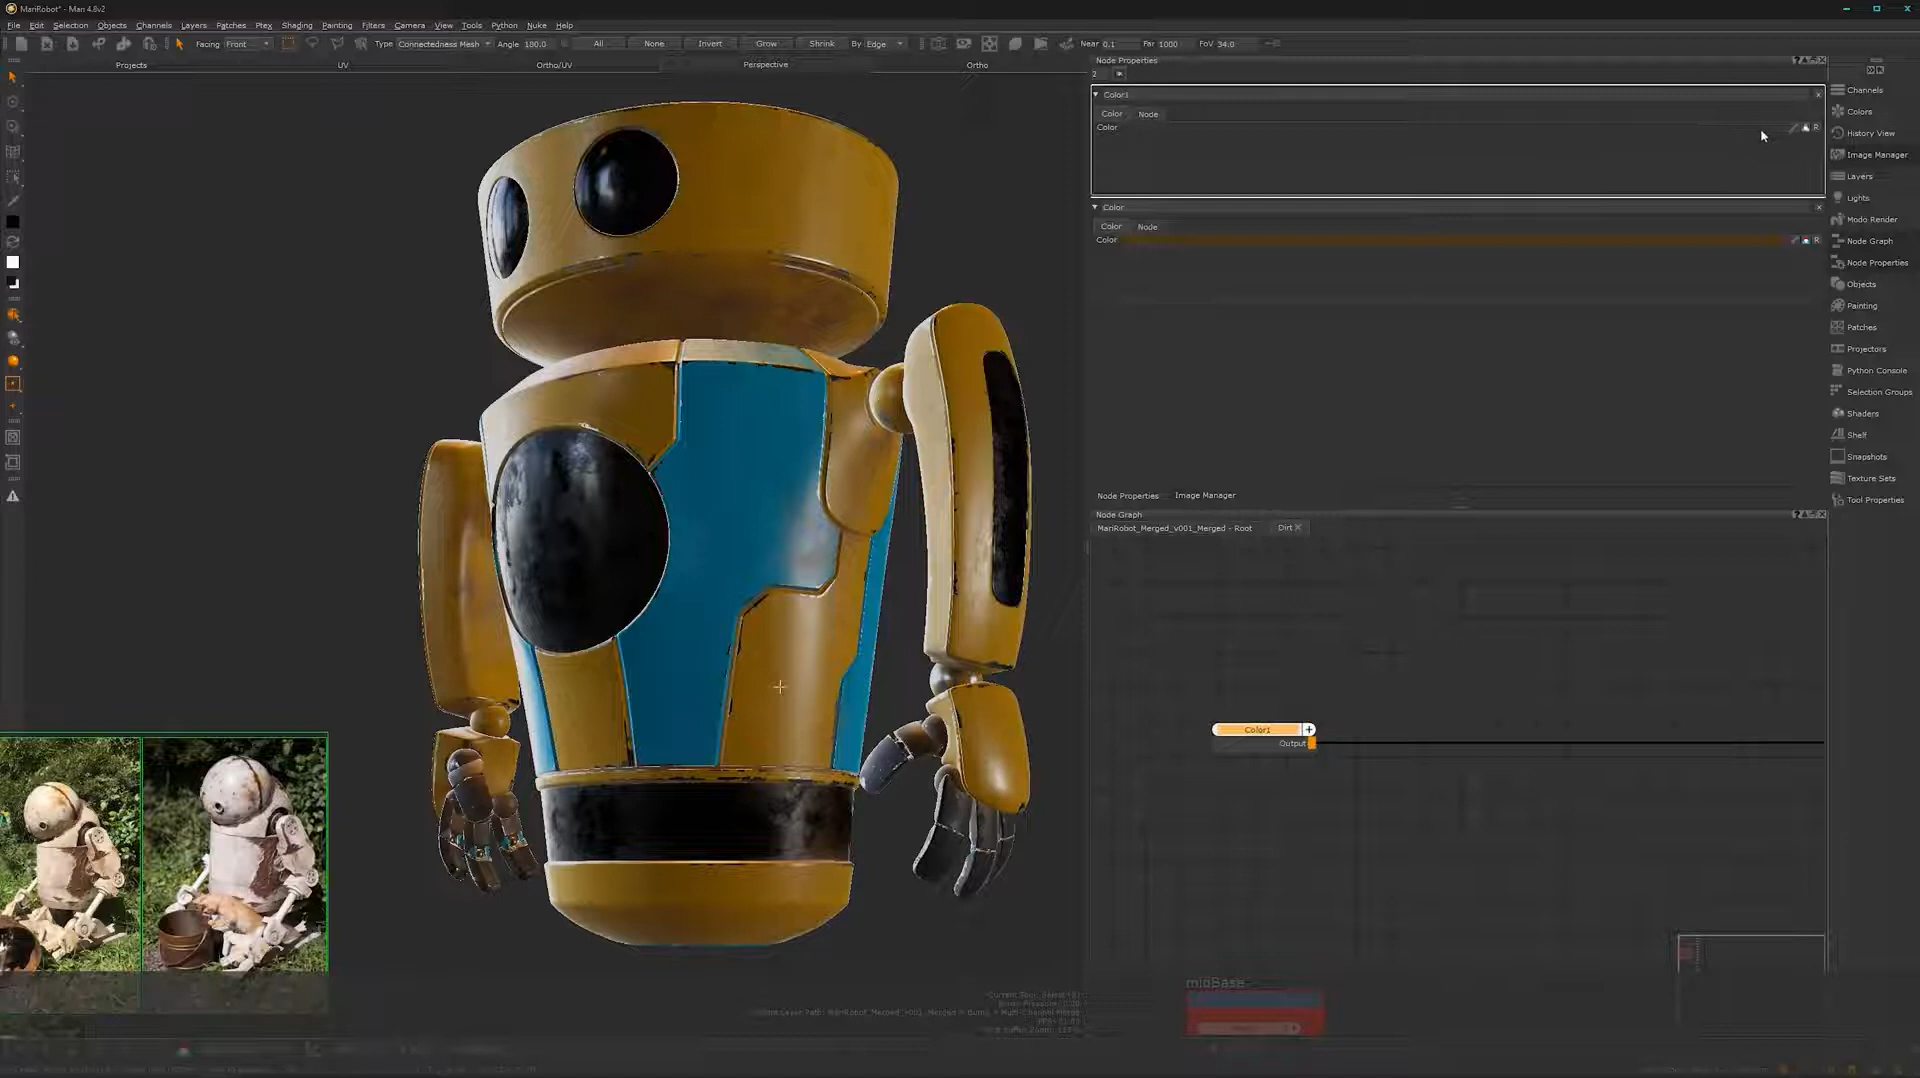 MariRobot* - Mari 4.8v2
File Edit Selection Objects Channels Layers Patches Ptex Shading Painting Filters Camera View Tools Python Nuke Help
Facing Front Type Connectedness Mesh Angle 180.0 All None Invert Grow Shrink By Edge Near 0.1 Far 1000 FoV 34.0
Projects UV Ortho/UV Perspective Ortho
Node Properties
2
Color1
Color Node
Color R
Color
Color Node
Color R
Channels
Colors
History View
Image Manager
Layers
Lights
Modo Render
Node Graph
Node Properties
Objects
Painting
Patches
Projectors
Python Console
Selection Groups
Shaders
Shelf
Snapshots
Texture Sets
Tool Properties
Node Properties Image Manager
Node Graph
MariRobot_Merged_v001_Merged - Root Dirt
Color1 +
Output
midBase